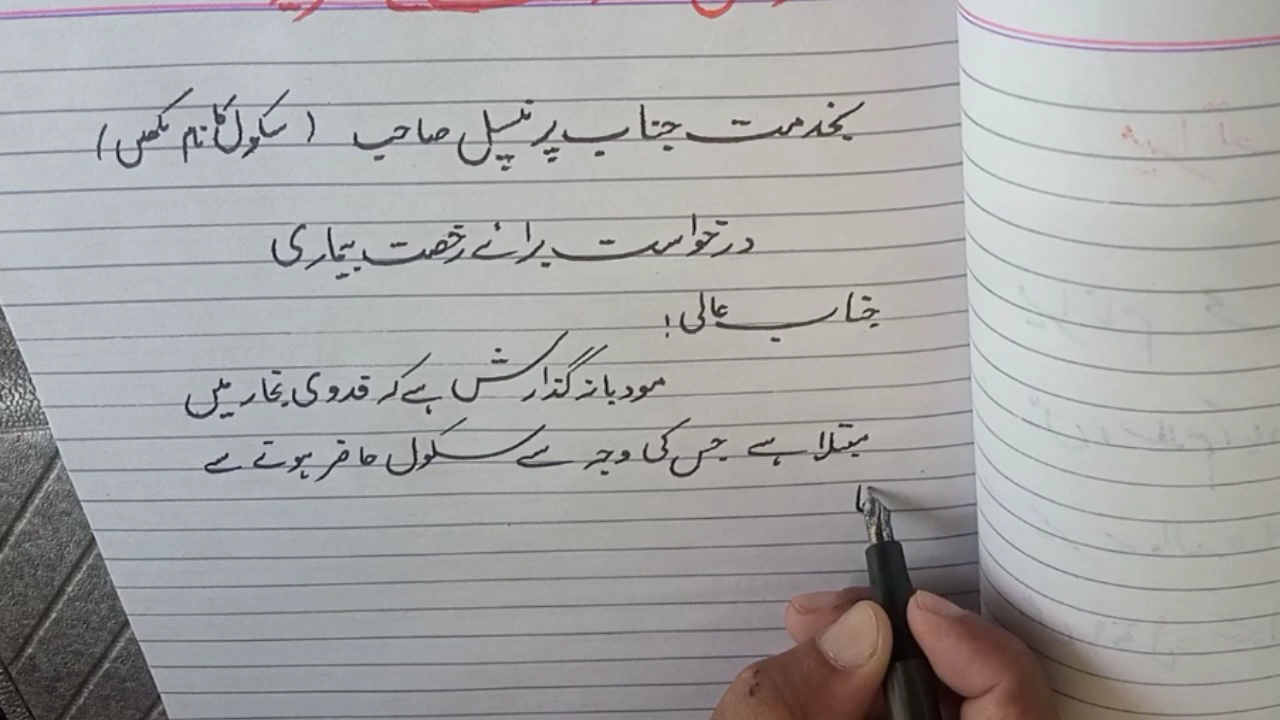 بخدمت جناب پرنسپل صاحب (سکول کا نام لکھیں)
درخواست برائے رخصت بیماری
جناب عالی!
مودبانہ گذارش ہے کہ فدوی بخار میں
مبتلا ہے جس کی وجہ سے سکول حاضر ہونے سے